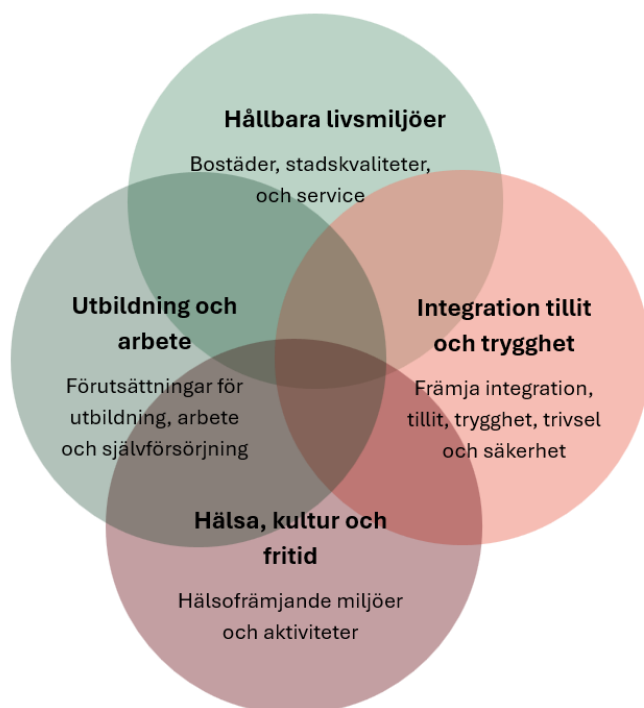 Hållbara livsmiljöer
Bostäder, stadskvaliteter,
och service
Utbildning och
arbete
Förutsättningar för
utbildning, arbete
och självförsörjning
Integration tillit
och trygghet
Främja integration,
tillit, trygghet, trivsel
och säkerhet
Hälsa, kultur och
fritid
Hälsofrämjande miljöer
och aktiviteter